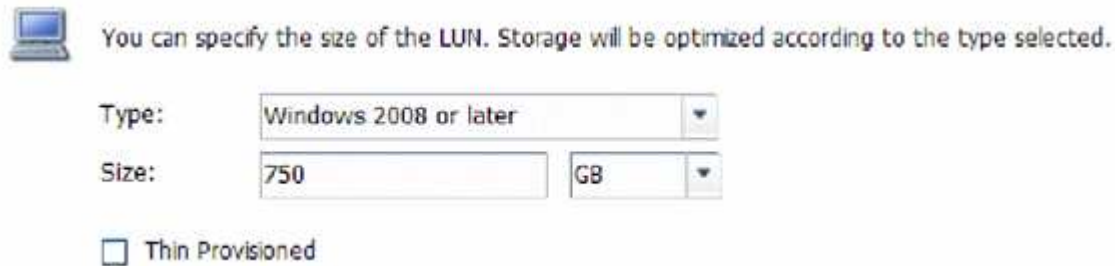 You can specify the size of the LUN. Storage will be optimized according to the type selected.
Type: Windows 2008 or later
Size: 750 GB
Thin Provisioned